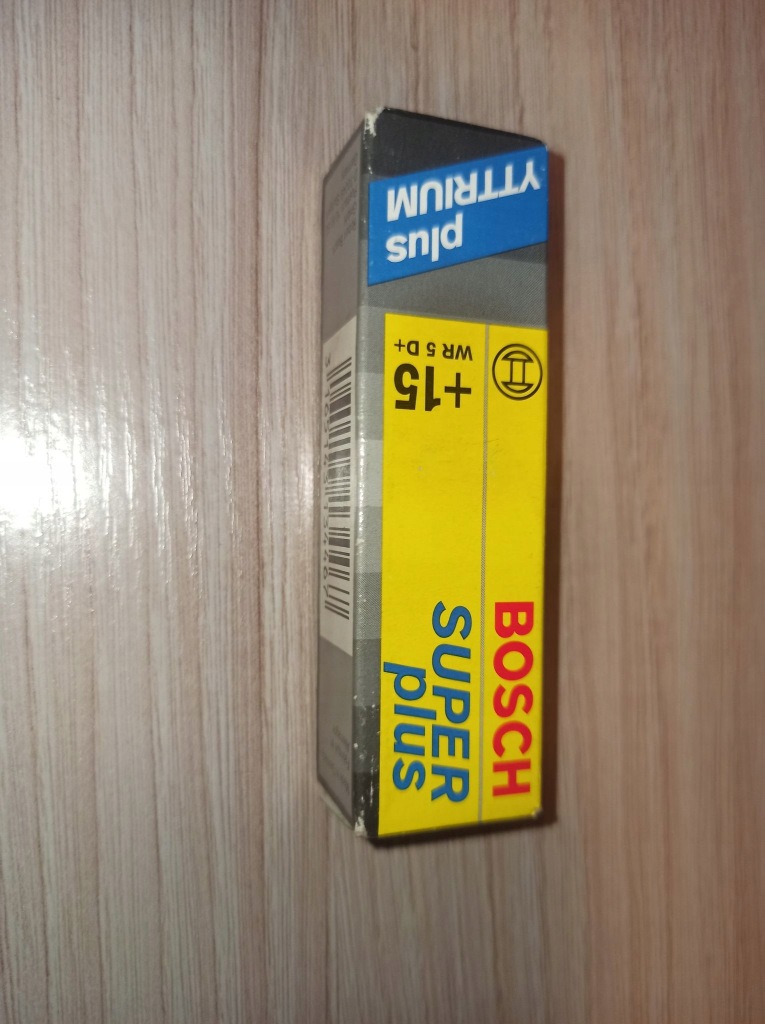 plus
YTTRIUM
WR 5 D+
+15
BOSCH
SUPER
plus